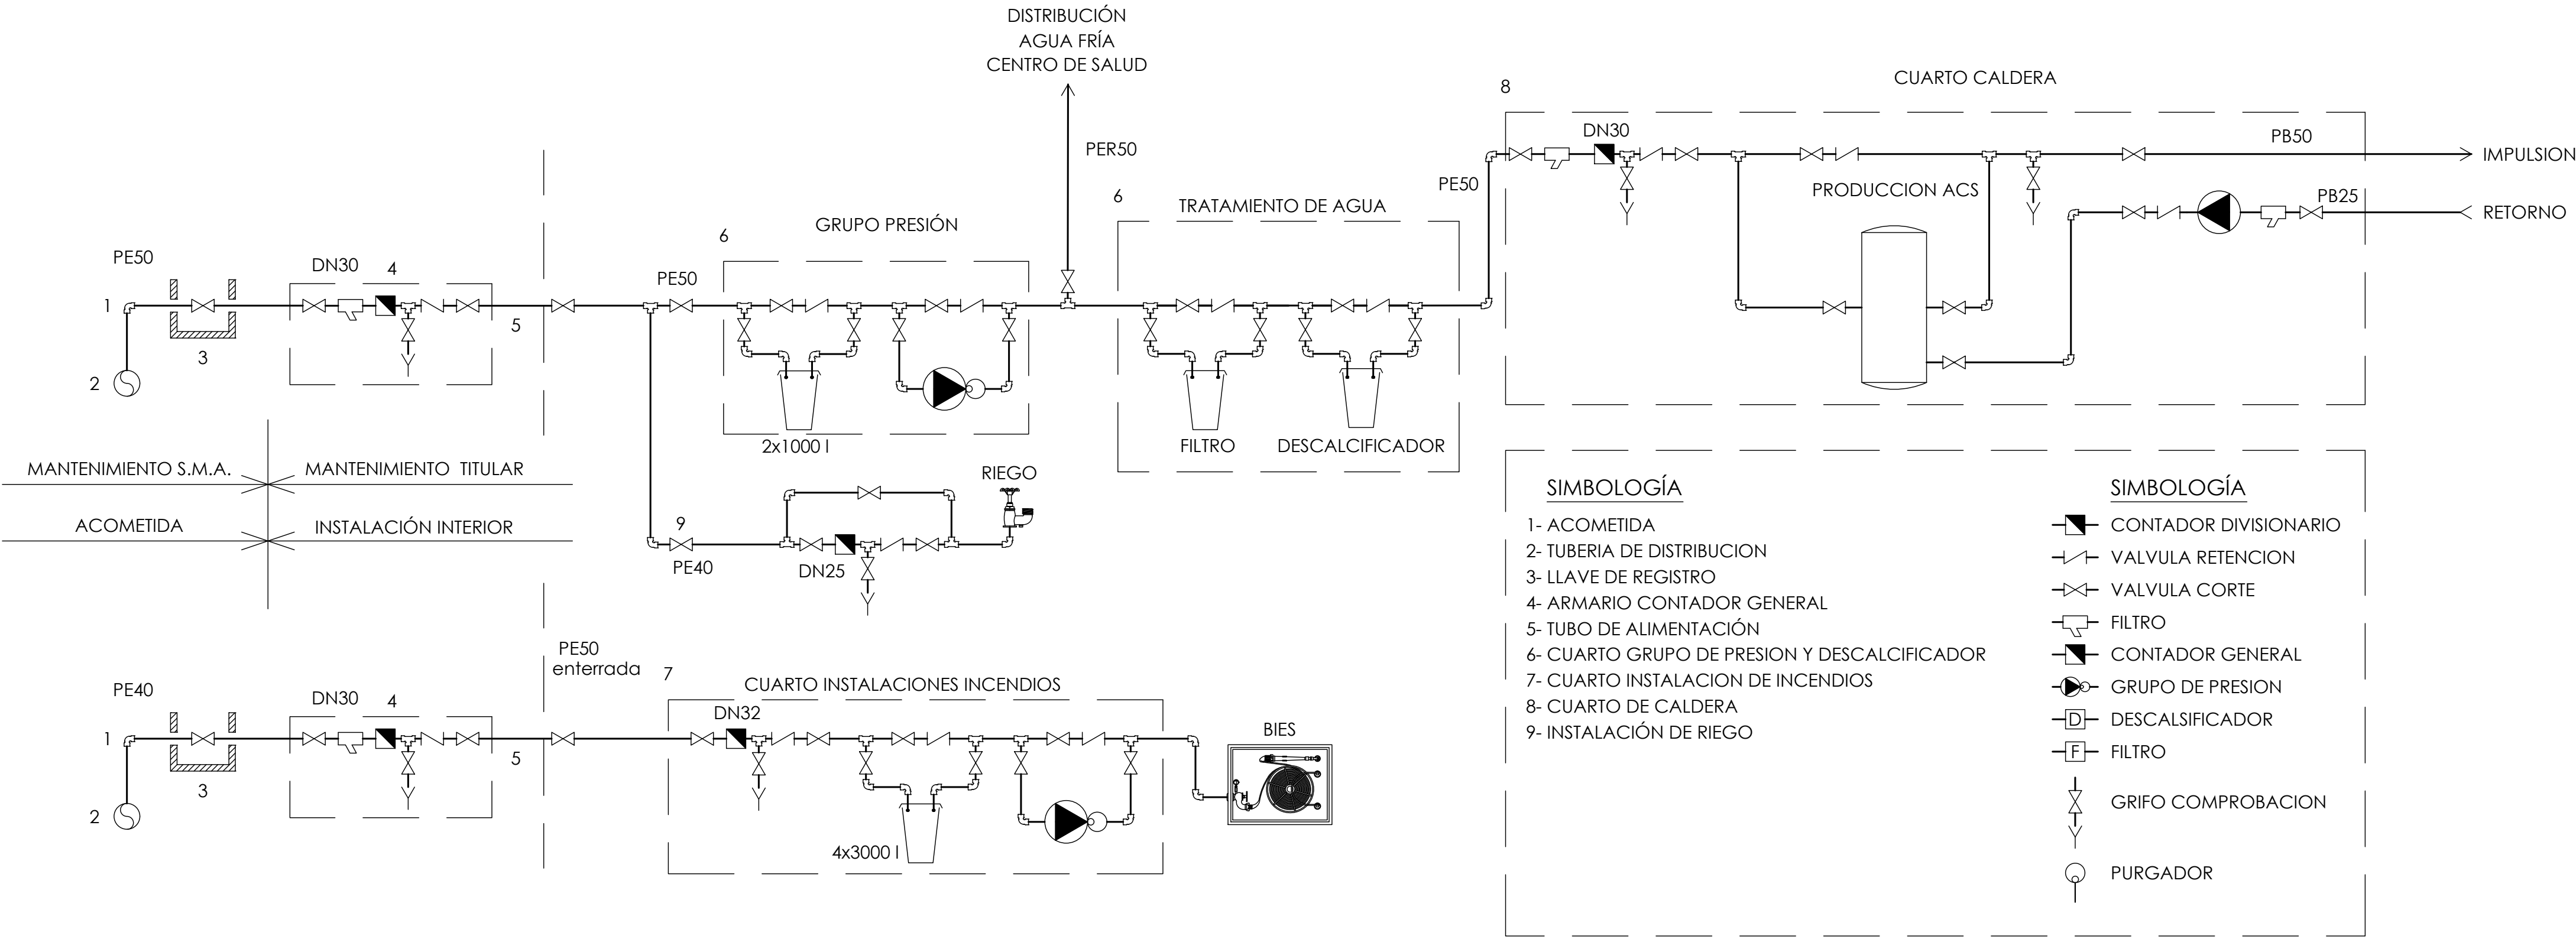 DISTRIBUCIÓN
AGUA FRÍA
CENTRO DE SALUD
PER50
CUARTO CALDERA
8
DN30
PB50
IMPULSION
PRODUCCION ACS
PB25
RETORNO
PE50
6
TRATAMIENTO DE AGUA
FILTRO
DESCALCIFICADOR
GRUPO PRESIÓN
6
PE50
2x1000 l
PE50
1
2
3
DN30
4
5
MANTENIMIENTO S.M.A.
MANTENIMIENTO TITULAR
ACOMETIDA
INSTALACIÓN INTERIOR
RIEGO
9
PE40
DN25
PE50
enterrada
7
CUARTO INSTALACIONES INCENDIOS
PE40
1
2
3
DN30
4
5
DN32
4x3000 l
BIES
SIMBOLOGÍA
1- ACOMETIDA
2- TUBERIA DE DISTRIBUCION
3- LLAVE DE REGISTRO
4- ARMARIO CONTADOR GENERAL
5- TUBO DE ALIMENTACIÓN
6- CUARTO GRUPO DE PRESION Y DESCALCIFICADOR
7- CUARTO INSTALACION DE INCENDIOS
8- CUARTO DE CALDERA
9- INSTALACIÓN DE RIEGO
SIMBOLOGÍA
CONTADOR DIVISIONARIO
VALVULA RETENCION
VALVULA CORTE
FILTRO
CONTADOR GENERAL
GRUPO DE PRESION
D DESCALSIFICADOR
F FILTRO
GRIFO COMPROBACION
PURGADOR